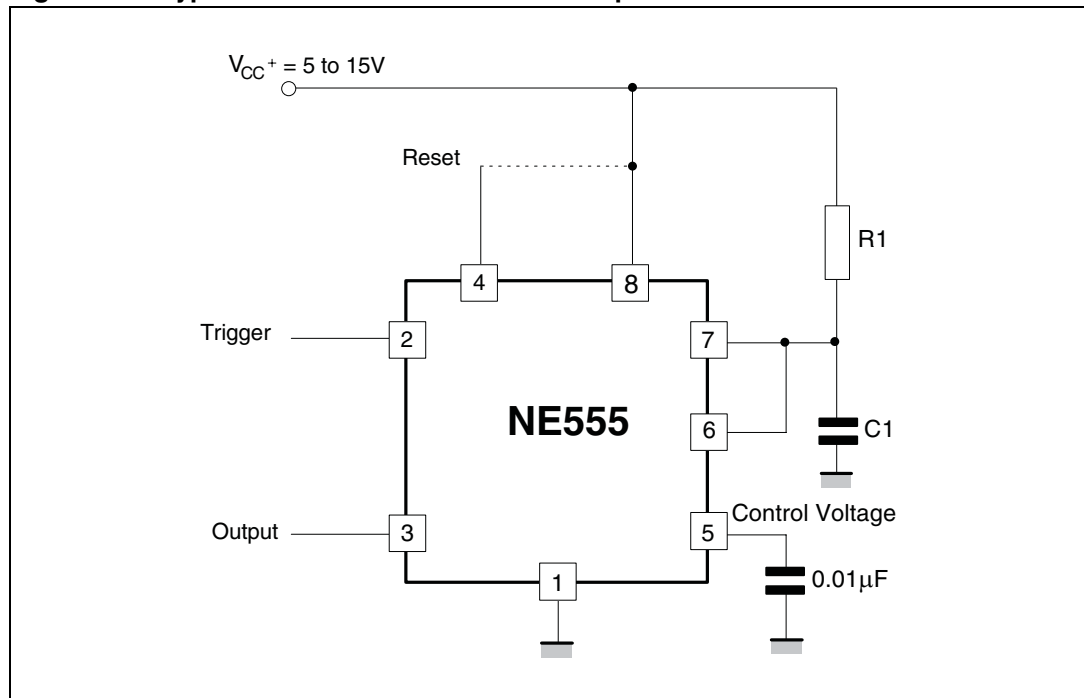 V_CC+ = 5 to 15V
Reset
R1
4
8
Trigger
2
7
NE555
6
C1
Control Voltage
Output
3
5
0.01μF
1